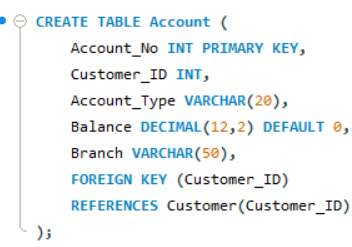 CREATE TABLE Account (
    Account_No INT PRIMARY KEY,
    Customer_ID INT,
    Account_Type VARCHAR(20),
    Balance DECIMAL(12,2) DEFAULT 0,
    Branch VARCHAR(50),
    FOREIGN KEY (Customer_ID)
    REFERENCES Customer(Customer_ID)
);